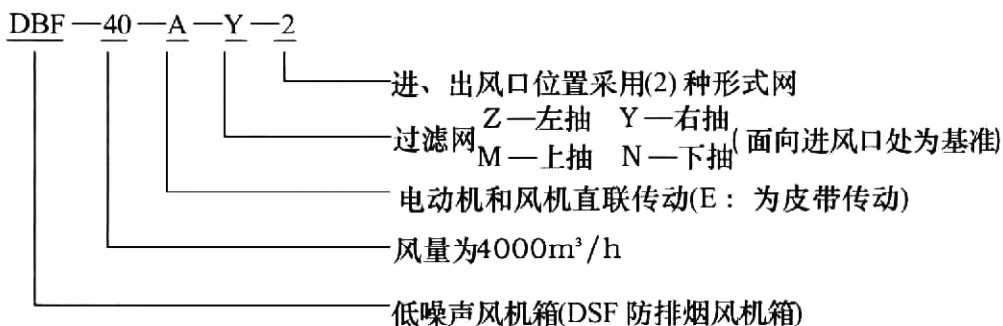 DBF—40—A—Y—2
进、出风口位置采用(2)种形式网
过滤网 Z—左抽 Y—右抽 M—上抽 N—下抽 (面向进风口处为基准)
电动机和风机直联传动(E：为皮带传动)
风量为4000m³/h
低噪声风机箱(DSF 防排烟风机箱)